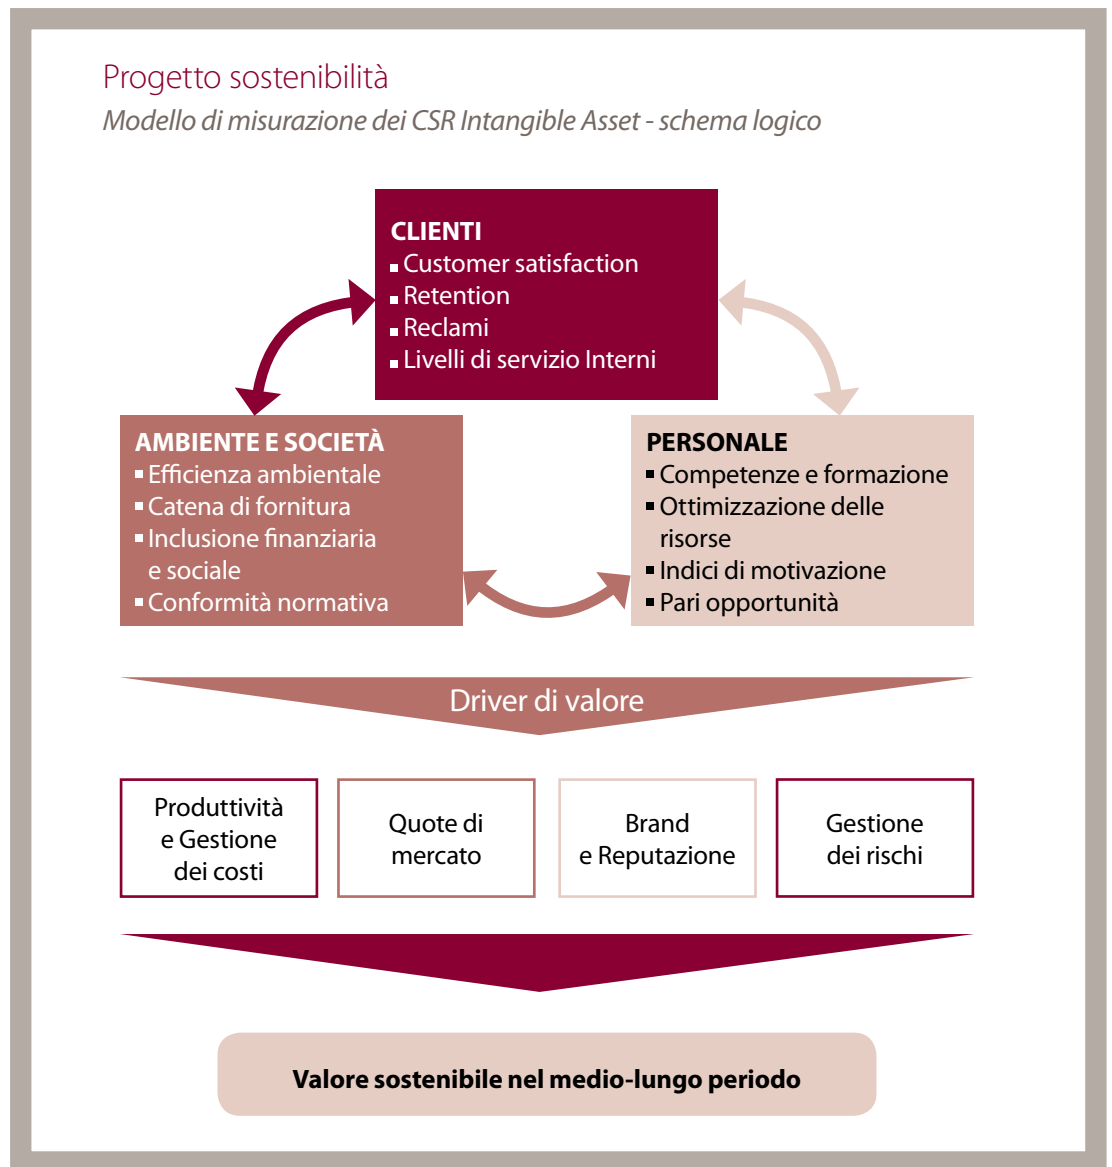 Progetto sostenibilità
Modello di misurazione dei CSR Intangible Asset - schema logico
CLIENTI
Customer satisfaction
Retention
Reclami
Livelli di servizio Interni
AMBIENTE E SOCIETÀ
Efficienza ambientale
Catena di fornitura
Inclusione finanziaria
e sociale
Conformità normativa
PERSONALE
Competenze e formazione
Ottimizzazione delle
risorse
Indici di motivazione
Pari opportunità
Driver di valore
Produttività
e Gestione
dei costi
Quote di
mercato
Brand
e Reputazione
Gestione
dei rischi
Valore sostenibile nel medio-lungo periodo